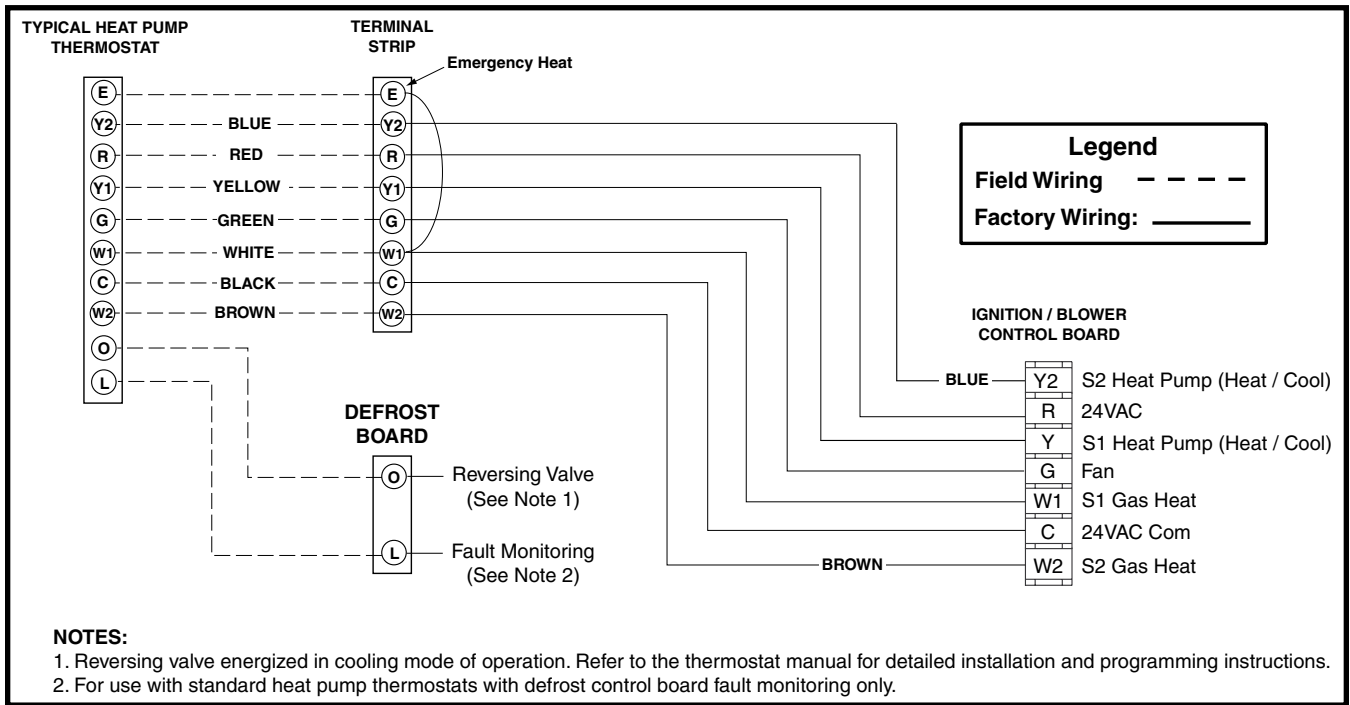 TYPICAL HEAT PUMP
THERMOSTAT
TERMINAL
STRIP
Emergency Heat
E
Y2
R
Y1
G
W1
C
W2
O
L
BLUE
RED
YELLOW
GREEN
WHITE
BLACK
BROWN
E
Y2
R
Y1
G
W1
C
W2
Legend
Field Wiring
Factory Wiring:
DEFROST
BOARD
O
Reversing Valve
(See Note 1)
L
Fault Monitoring
(See Note 2)
IGNITION / BLOWER
CONTROL BOARD
BLUE
Y2 S2 Heat Pump (Heat / Cool)
R 24VAC
Y S1 Heat Pump (Heat / Cool)
G Fan
W1 S1 Gas Heat
C 24VAC Com
BROWN
W2 S2 Gas Heat
NOTES:
1. Reversing valve energized in cooling mode of operation. Refer to the thermostat manual for detailed installation and programming instructions.
2. For use with standard heat pump thermostats with defrost control board fault monitoring only.